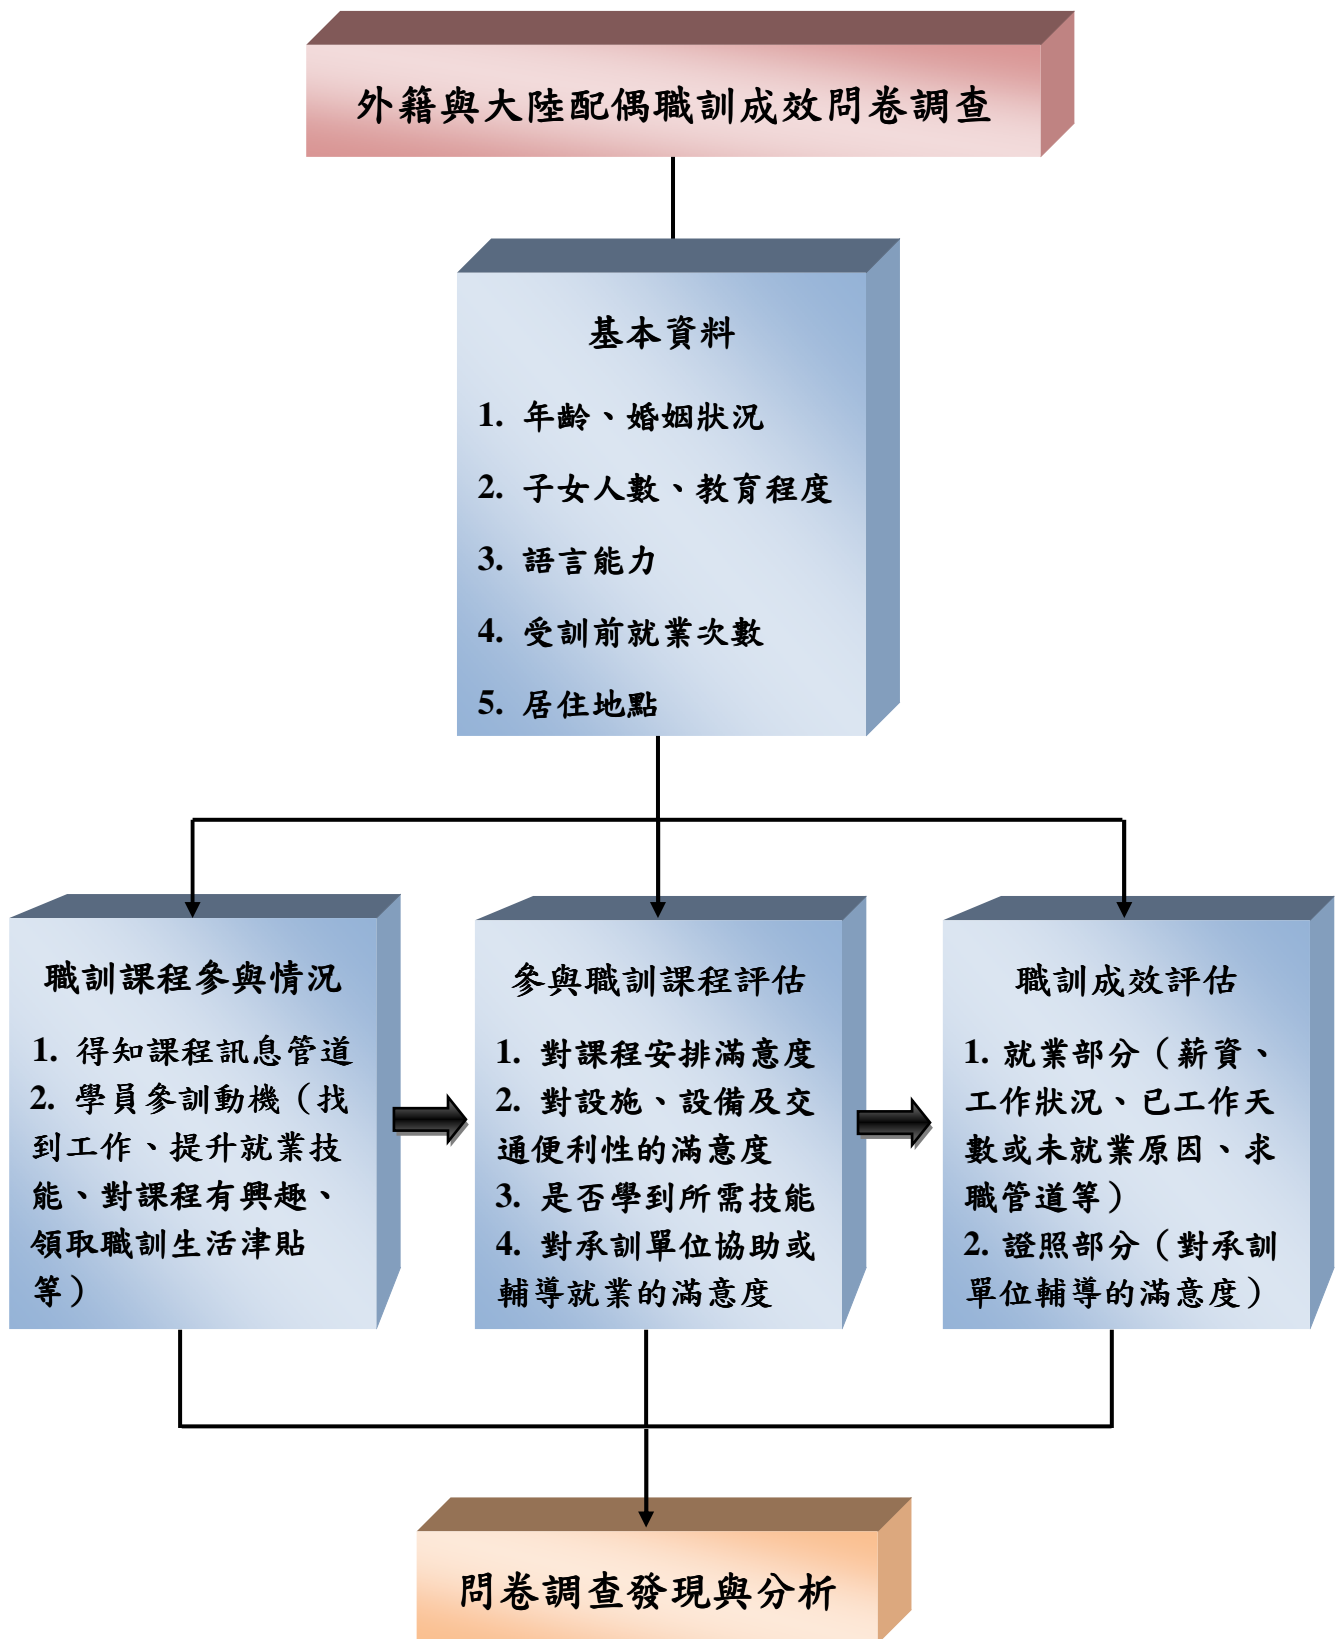 外籍與大陸配偶職訓成效問卷調查
基本資料
1. 年齡、婚姻狀況
2. 子女人數、教育程度
3. 語言能力
4. 受訓前就業次數
5. 居住地點
職訓課程參與情況
1. 得知課程訊息管道
2. 學員參訓動機（找
到工作、提升就業技
能、對課程有興趣、
領取職訓生活津貼
等）
參與職訓課程評估
1. 對課程安排滿意度
2. 對設施、設備及交
通便利性的滿意度
3. 是否學到所需技能
4. 對承訓單位協助或
輔導就業的滿意度
職訓成效評估
1. 就業部分（薪資、
工作狀況、已工作天
數或未就業原因、求
職管道等）
2. 證照部分（對承訓
單位輔導的滿意度）
問卷調查發現與分析